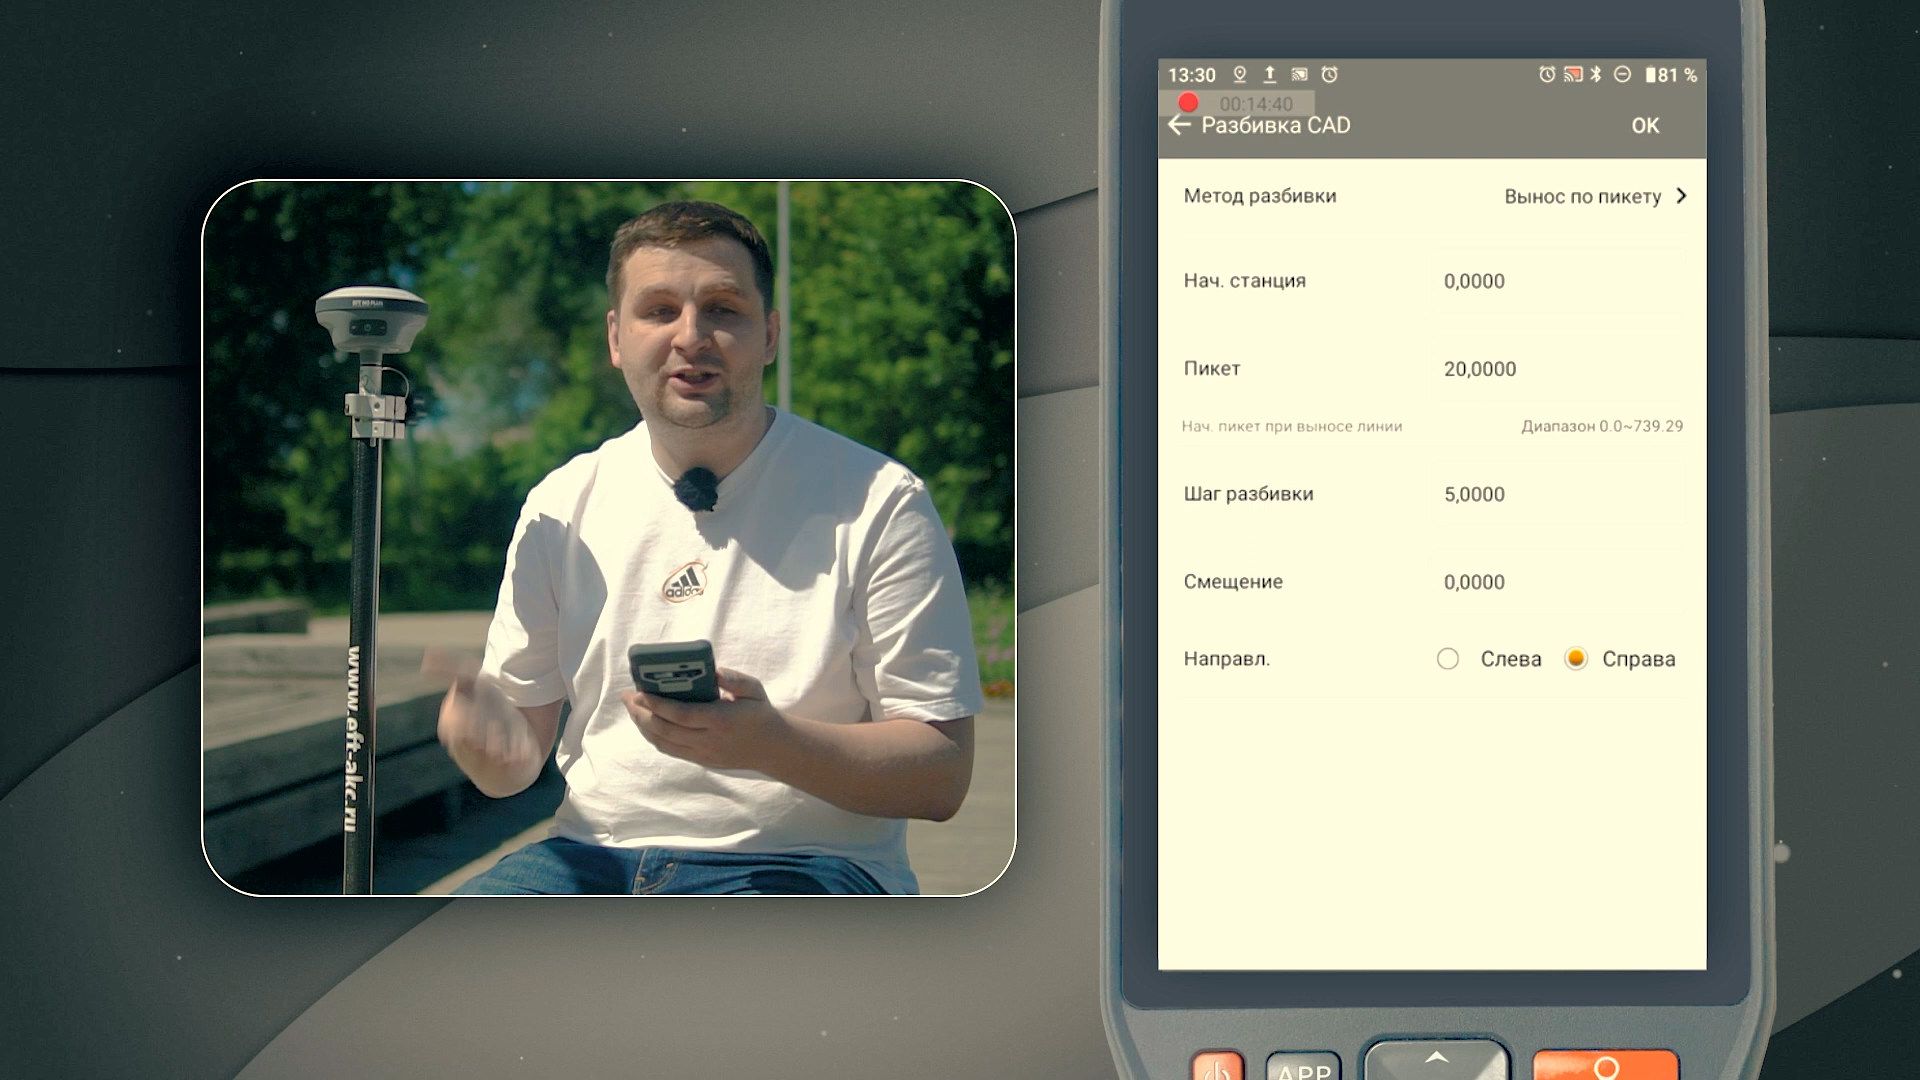 13:30
81 %
00:14:40
Разбивка CAD
OK
Метод разбивки
Вынос по пикету
Нач. станция
0,0000
Пикет
20,0000
Нач. пикет при выносе линии
Диапазон 0.0~739.29
Шаг разбивки
5,0000
Смещение
0,0000
Направл.
Слева
Справа
APP
adidas
www.eft-akc.ru